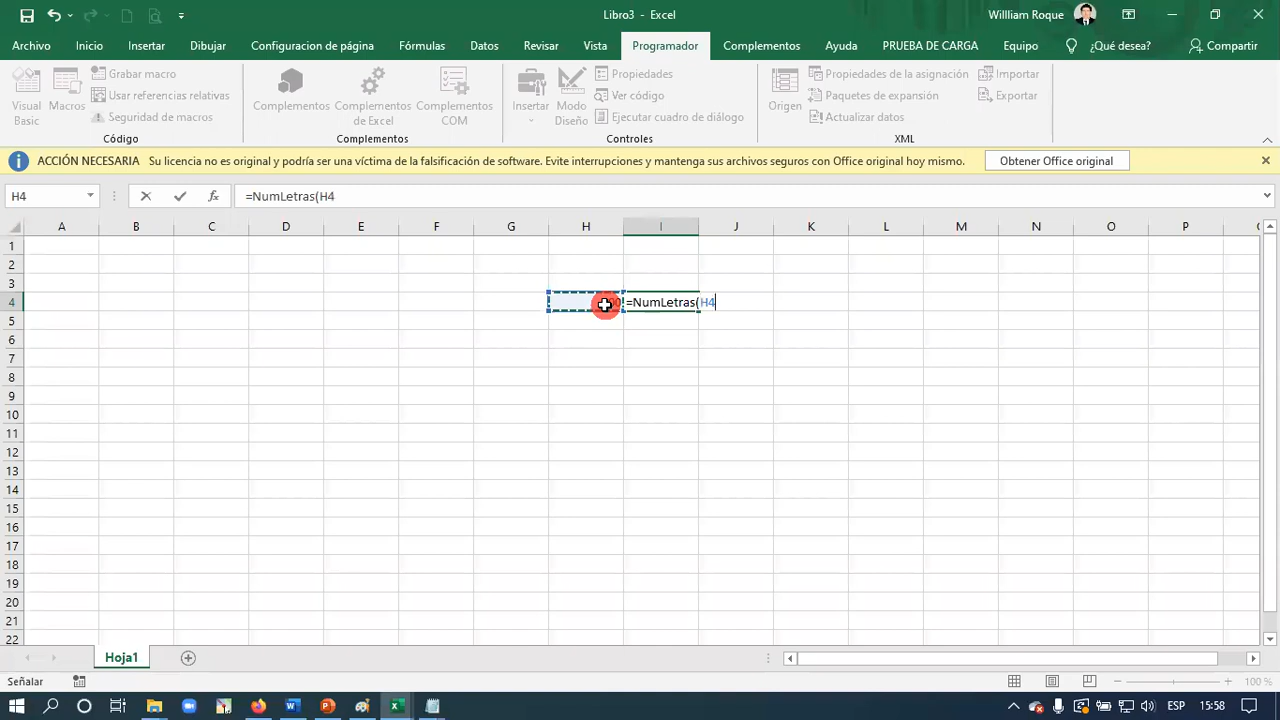 Libro3 - Excel
Willliam Roque
Archivo Inicio Insertar Dibujar Configuracion de página Fórmulas Datos Revisar Vista Programador Complementos Ayuda PRUEBA DE CARGA Equipo ¿Qué desea? Compartir
Visual Basic
Macros
Grabar macro
Usar referencias relativas
Seguridad de macros
Código
Complementos
Complementos de Excel
Complementos COM
Complementos
Insertar
Modo Diseño
Propiedades
Ver código
Ejecutar cuadro de diálogo
Controles
Origen
Propiedades de la asignación
Paquetes de expansión
Actualizar datos
Importar
Exportar
XML
ACCIÓN NECESARIA Su licencia no es original y podría ser una víctima de la falsificación de software. Evite interrupciones y mantenga sus archivos seguros con Office original hoy mismo. Obtener Office original
H4 fx =NumLetras(H4
A B C D E F G H I J K L M N O P
1
2
3
4 =NumLetras(H4
5
6
7
8
9
10
11
12
13
14
15
16
17
18
19
20
21
22
Hoja1
Señalar 100 %
ESP 15:58